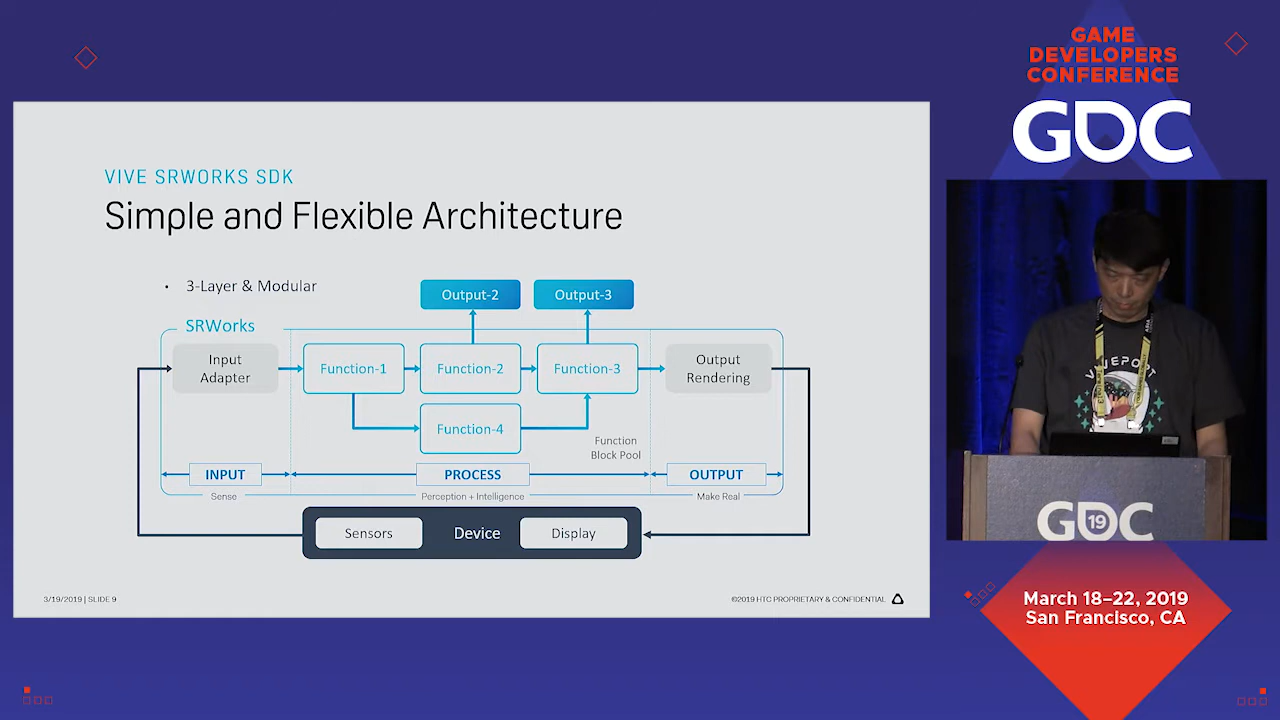 GAME
DEVELOPERS
CONFERENCE
GDC
VIVE SRWORKS SDK
Simple and Flexible Architecture
• 3-Layer & Modular
Output-2
Output-3
SRWorks
Input
Adapter
Function-1
Function-2
Function-3
Output
Rendering
Function-4
Function
Block Pool
INPUT
PROCESS
OUTPUT
Sense
Perception + Intelligence
Make Real
Sensors
Device
Display
3/19/2019 | SLIDE 9
©2019 HTC PROPRIETARY & CONFIDENTIAL
VIVEPORT
GDC
19
March 18–22, 2019
San Francisco, CA